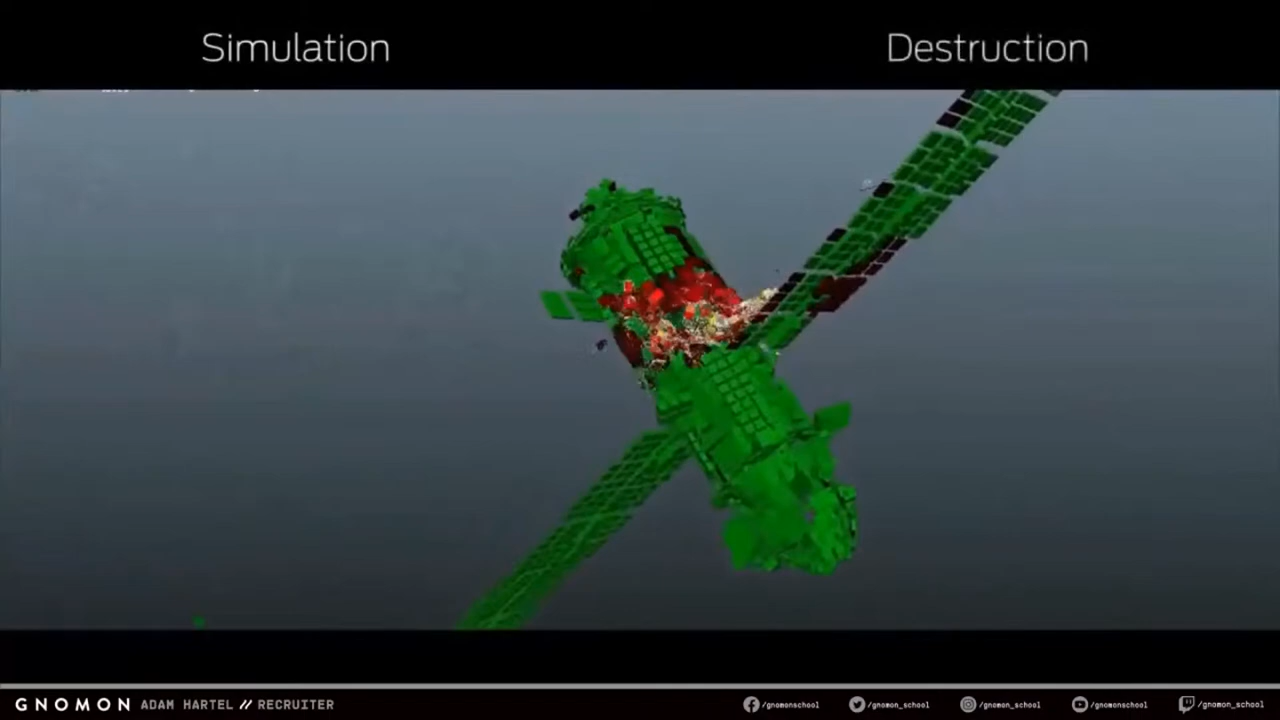 Simulation
Destruction
GNOMON ADAM HARTEL // RECRUITER
/gnomonschool
/gnomon_school
/gnomon_school
/gnomonschool
/gnomon_school